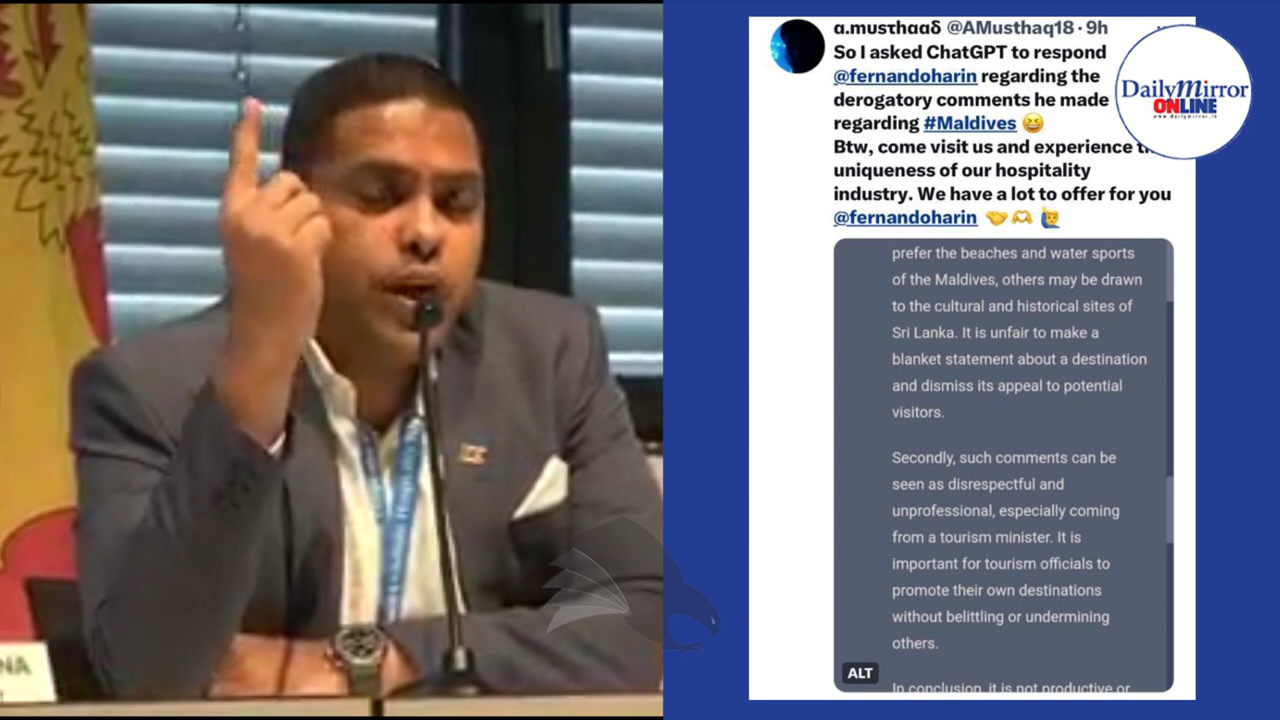 α.musτhααδ @AMusthaq18 · 9h
So I asked ChatGPT to respond
@fernandoharin regarding the
derogatory comments he made
regarding #Maldives 😆
Btw, come visit us and experience
uniqueness of our hospitality
industry. We have a lot to offer for you
@fernandoharin 🤝🫶🙋‍♂️
prefer the beaches and water sports
of the Maldives, others may be drawn
to the cultural and historical sites of
Sri Lanka. It is unfair to make a
blanket statement about a destination
and dismiss its appeal to potential
visitors.
Secondly, such comments can be
seen as disrespectful and
unprofessional, especially coming
from a tourism minister. It is
important for tourism officials to
promote their own destinations
without belittling or undermining
others.
In conclusion, it is not productive or
ALT
DailyMirror
ONLINE
www.dailymirror.lk
NA